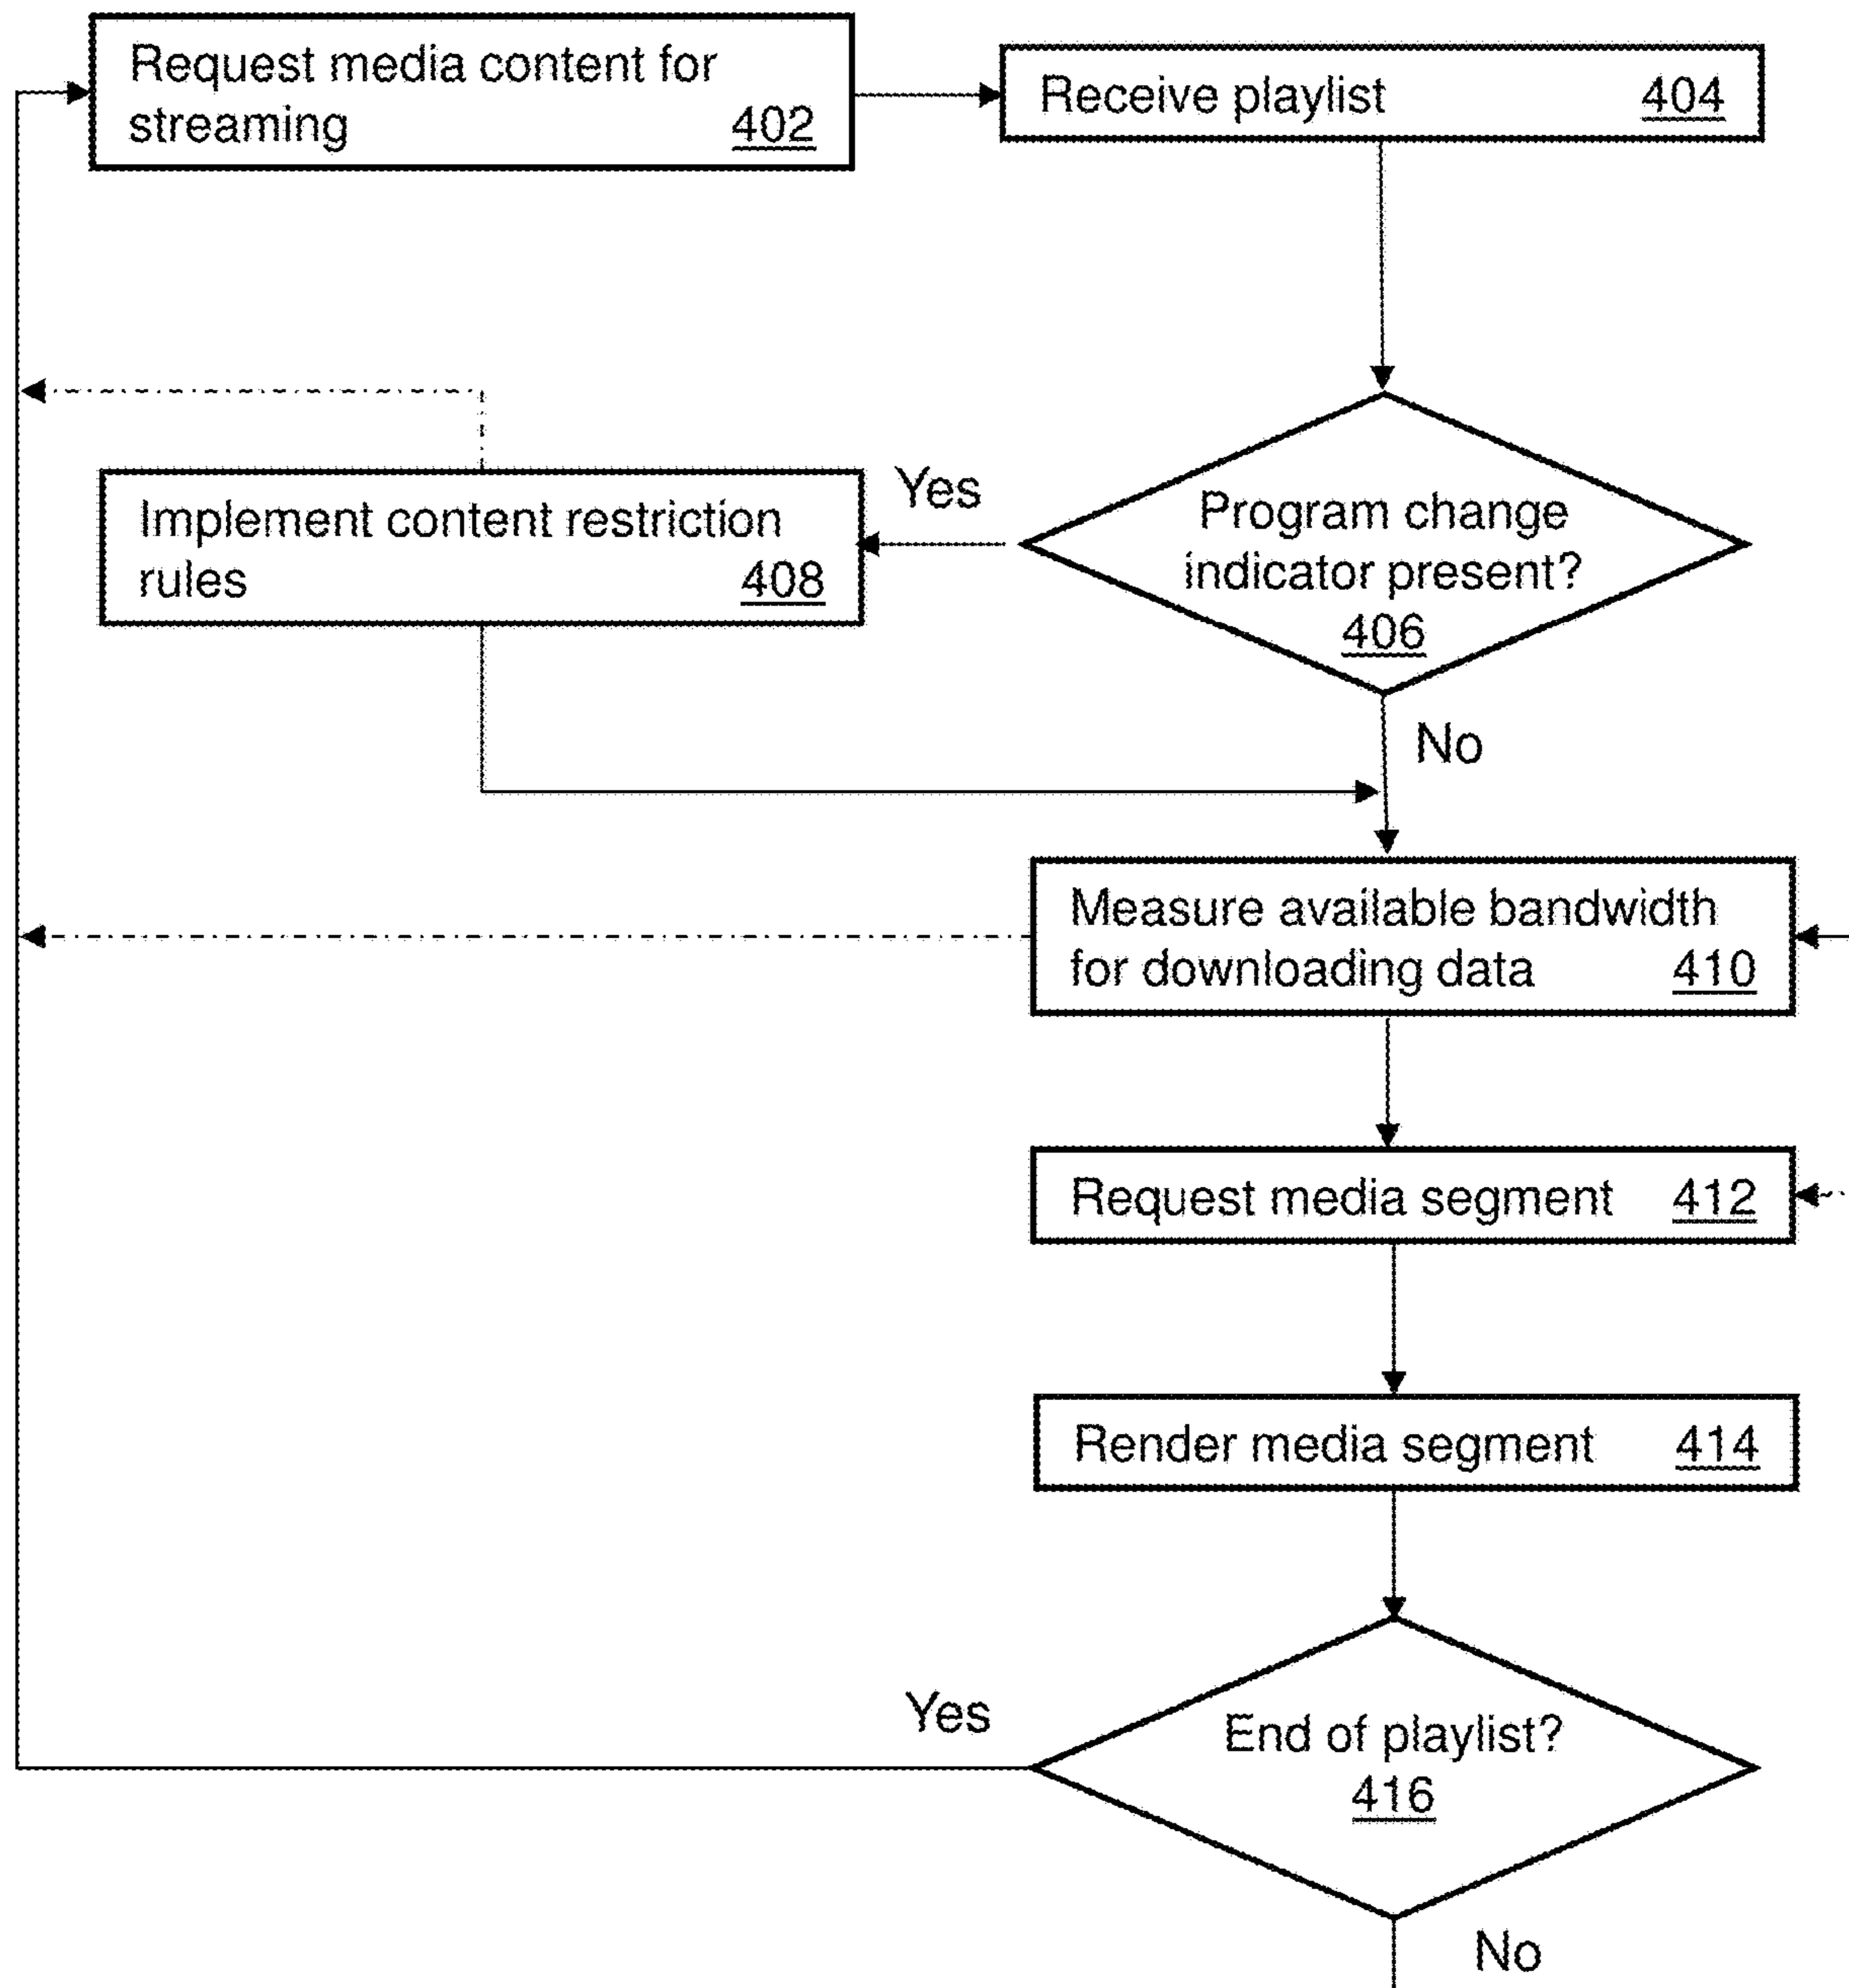 Request media content for
streaming 402
Receive playlist 404
Program change
indicator present?
406
Yes
Implement content restriction
rules 408
No
Measure available bandwidth
for downloading data 410
Request media segment 412
Render media segment 414
End of playlist?
416
Yes
No